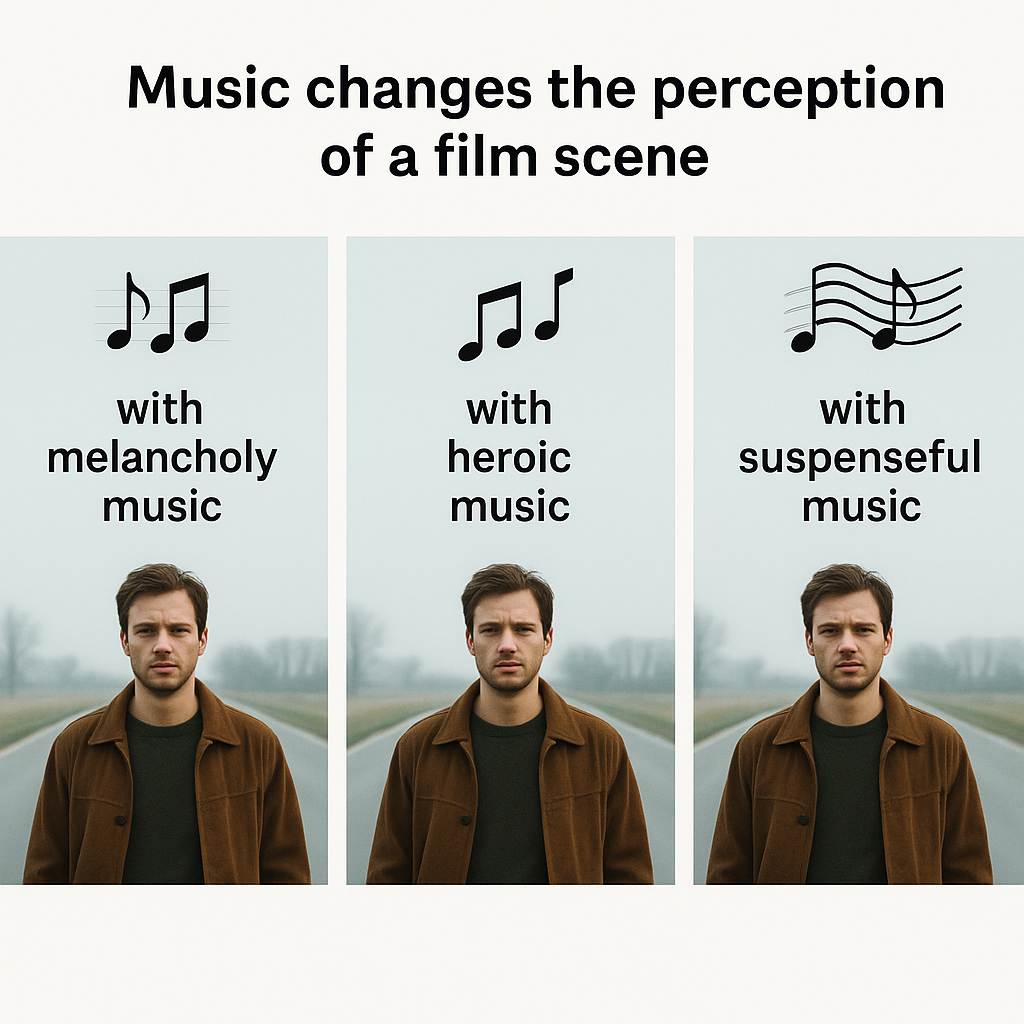 Music changes the perception
of a film scene
with
melancholy
music
with
heroic
music
with
suspenseful
music